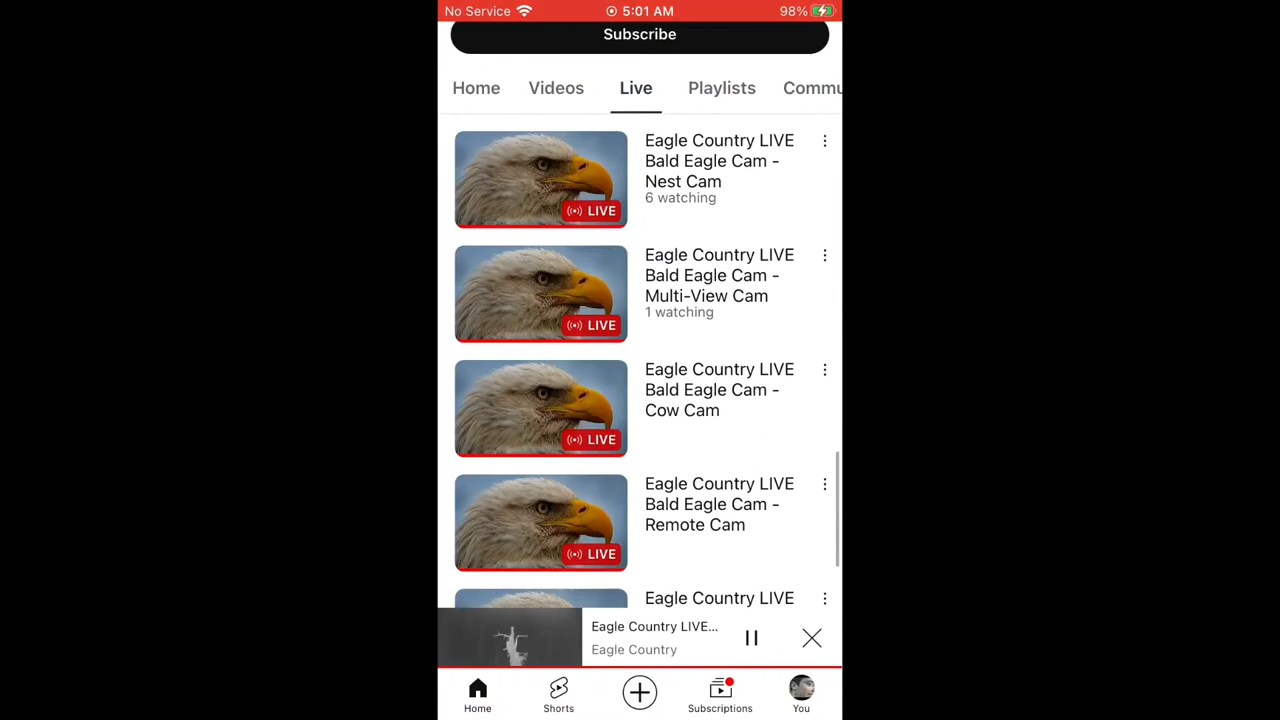 No Service 5:01 AM 98%
Subscribe
Home Videos Live Playlists Commu
Eagle Country LIVE
Bald Eagle Cam -
Nest Cam
6 watching
LIVE
Eagle Country LIVE
Bald Eagle Cam -
Multi-View Cam
1 watching
LIVE
Eagle Country LIVE
Bald Eagle Cam -
Cow Cam
LIVE
Eagle Country LIVE
Bald Eagle Cam -
Remote Cam
LIVE
Eagle Country LIVE
Eagle Country LIVE...
Eagle Country
Home Shorts Subscriptions You